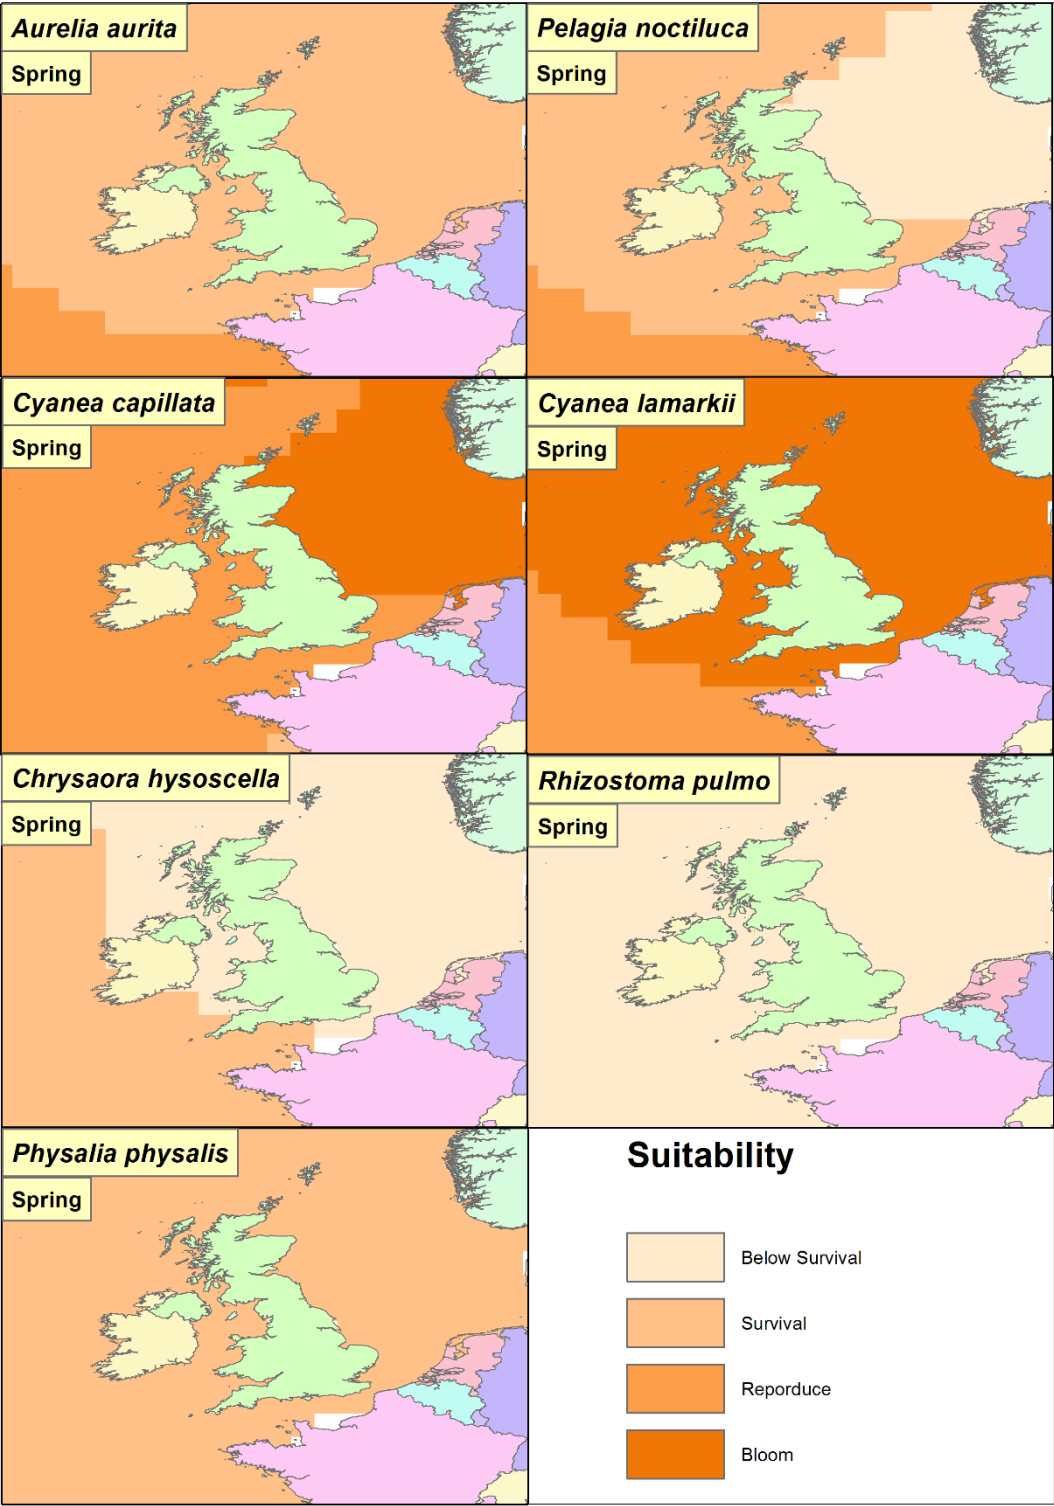 Aurelia aurita
Spring
Pelagia noctiluca
Spring
Cyanea capillata
Spring
Cyanea lamarkii
Spring
Chrysaora hysoscella
Spring
Rhizostoma pulmo
Spring
Physalia physalis
Spring
Suitability
Below Survival
Survival
Reporduce
Bloom